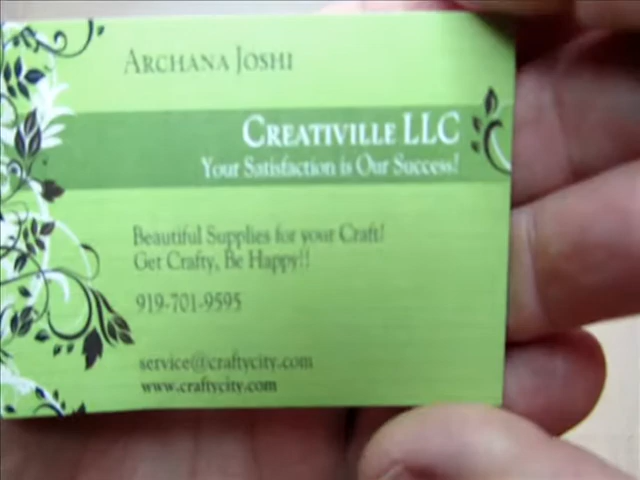 ARCHANA JOSHI
CREATIVILLE LLC
Your Satisfaction is Our Success!
Beautiful Supplies for your Craft!
Get Crafty, Be Happy!!
919-701-9595
service@craftycity.com
www.craftycity.com